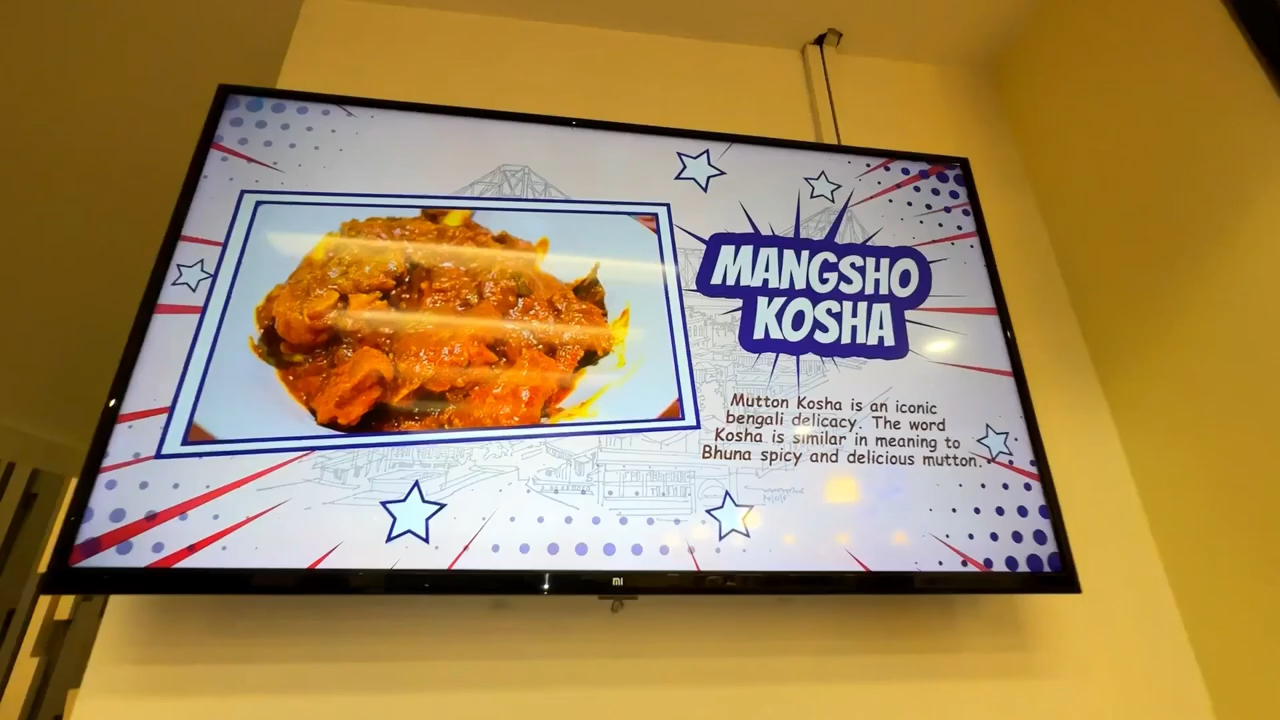 MANGSHO
KOSHA
Mutton Kosha is an iconic
bengali delicacy. The word
Kosha is similar in meaning to
Bhuna spicy and delicious mutton.
mi